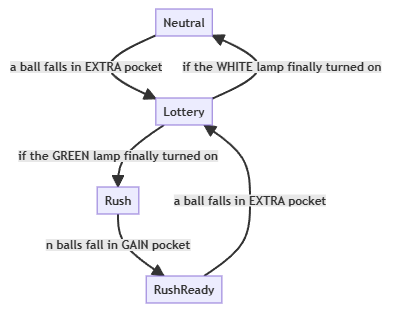 Neutral
a ball falls in EXTRA pocket
if the WHITE lamp finally turned on
Lottery
if the GREEN lamp finally turned on
Rush
a ball falls in EXTRA pocket
n balls fall in GAIN pocket
RushReady